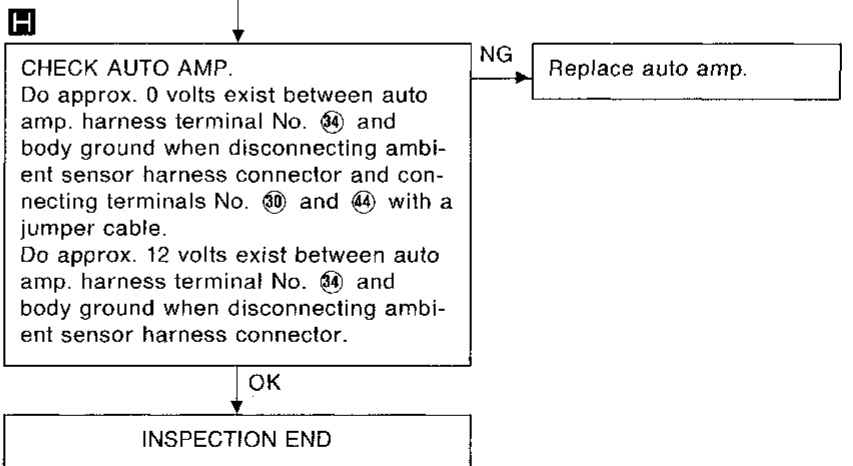 H
CHECK AUTO AMP.
Do approx. 0 volts exist between auto
amp. harness terminal No. 34 and
body ground when disconnecting ambi-
ent sensor harness connector and con-
necting terminals No. 30 and 44 with a
jumper cable.
Do approx. 12 volts exist between auto
amp. harness terminal No. 34 and
body ground when disconnecting ambi-
ent sensor harness connector.
NG
Replace auto amp.
OK
INSPECTION END